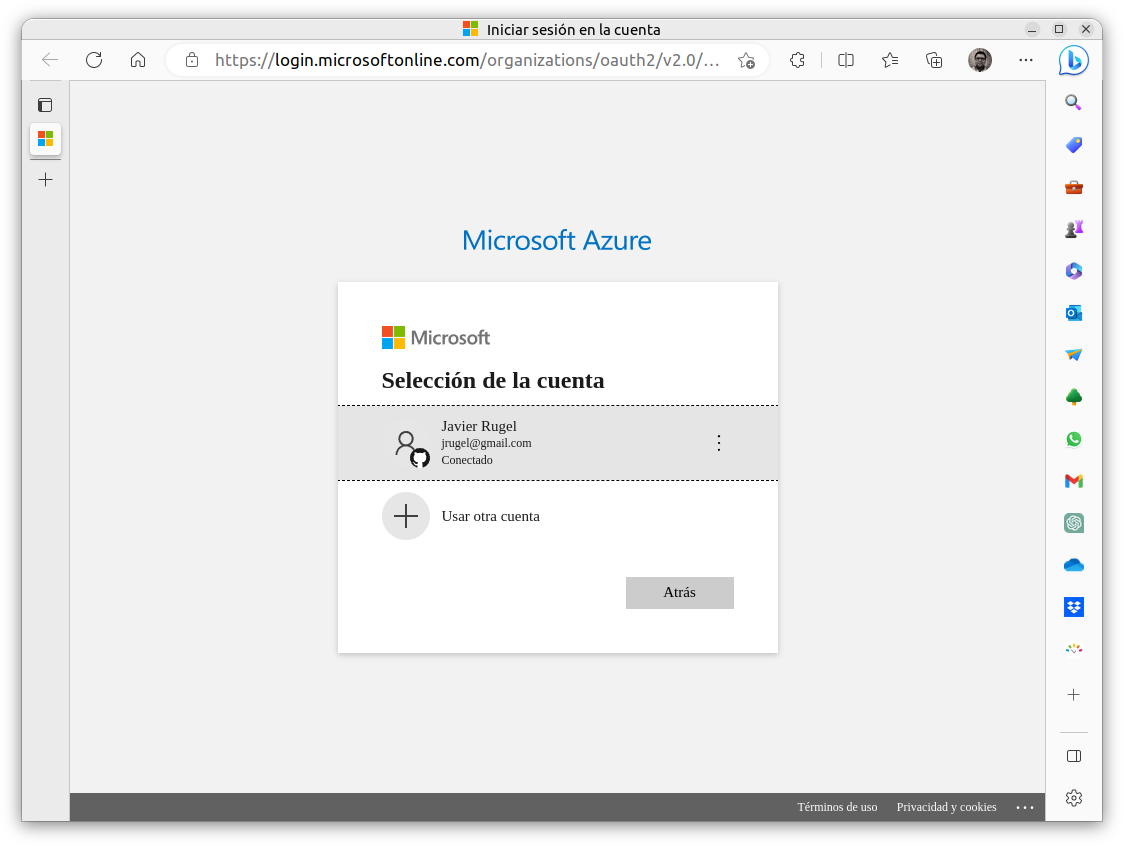 Iniciar sesión en la cuenta
https://login.microsoftonline.com/organizations/oauth2/v2.0/...
Microsoft Azure
Microsoft
Selección de la cuenta
Javier Rugel
jrugel@gmail.com
Conectado
Usar otra cuenta
Atrás
Términos de uso Privacidad y cookies